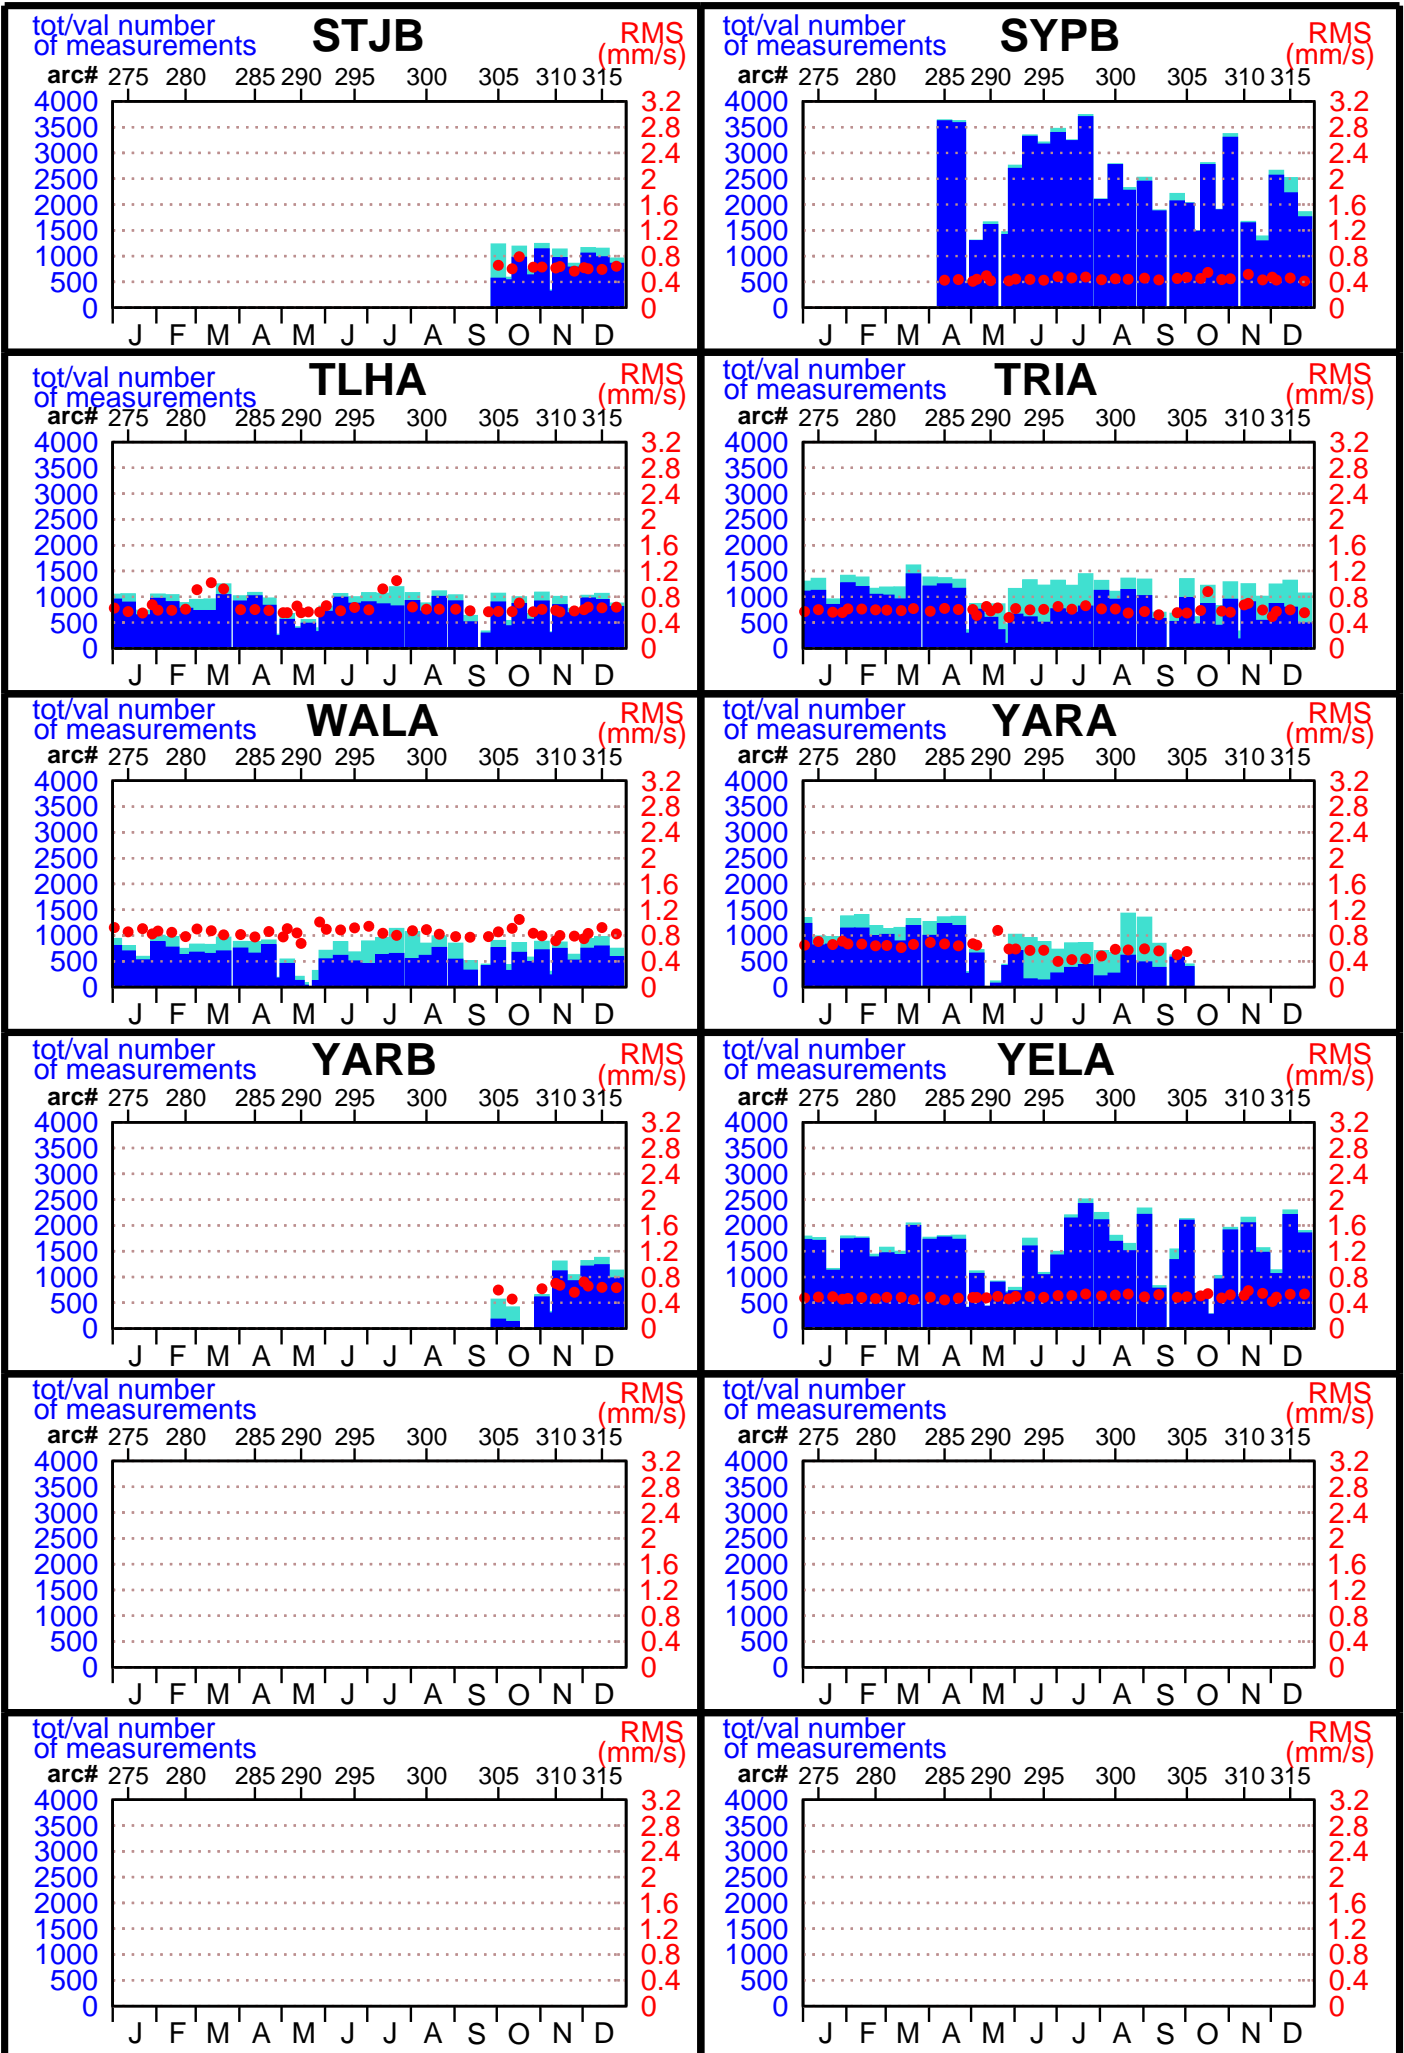 tot/val number
of measurements
STJB
RMS
(mm/s)
arc# 275 280 285 290 295 300 305 310 315
4000 3.2
3500 2.8
3000 2.4
2500 2
2000 1.6
1500 1.2
1000 0.8
500 0.4
0 0
J F M A M J J A S O N D
tot/val number
of measurements
SYPB
RMS
(mm/s)
arc# 275 280 285 290 295 300 305 310 315
4000 3.2
3500 2.8
3000 2.4
2500 2
2000 1.6
1500 1.2
1000 0.8
500 0.4
0 0
J F M A M J J A S O N D
tot/val number
of measurements
TLHA
RMS
(mm/s)
arc# 275 280 285 290 295 300 305 310 315
4000 3.2
3500 2.8
3000 2.4
2500 2
2000 1.6
1500 1.2
1000 0.8
500 0.4
0 0
J F M A M J J A S O N D
tot/val number
of measurements
TRIA
RMS
(mm/s)
arc# 275 280 285 290 295 300 305 310 315
4000 3.2
3500 2.8
3000 2.4
2500 2
2000 1.6
1500 1.2
1000 0.8
500 0.4
0 0
J F M A M J J A S O N D
tot/val number
of measurements
WALA
RMS
(mm/s)
arc# 275 280 285 290 295 300 305 310 315
4000 3.2
3500 2.8
3000 2.4
2500 2
2000 1.6
1500 1.2
1000 0.8
500 0.4
0 0
J F M A M J J A S O N D
tot/val number
of measurements
YARA
RMS
(mm/s)
arc# 275 280 285 290 295 300 305 310 315
4000 3.2
3500 2.8
3000 2.4
2500 2
2000 1.6
1500 1.2
1000 0.8
500 0.4
0 0
J F M A M J J A S O N D
tot/val number
of measurements
YARB
RMS
(mm/s)
arc# 275 280 285 290 295 300 305 310 315
4000 3.2
3500 2.8
3000 2.4
2500 2
2000 1.6
1500 1.2
1000 0.8
500 0.4
0 0
J F M A M J J A S O N D
tot/val number
of measurements
YELA
RMS
(mm/s)
arc# 275 280 285 290 295 300 305 310 315
4000 3.2
3500 2.8
3000 2.4
2500 2
2000 1.6
1500 1.2
1000 0.8
500 0.4
0 0
J F M A M J J A S O N D
tot/val number
of measurements
RMS
(mm/s)
arc# 275 280 285 290 295 300 305 310 315
4000 3.2
3500 2.8
3000 2.4
2500 2
2000 1.6
1500 1.2
1000 0.8
500 0.4
0 0
J F M A M J J A S O N D
tot/val number
of measurements
RMS
(mm/s)
arc# 275 280 285 290 295 300 305 310 315
4000 3.2
3500 2.8
3000 2.4
2500 2
2000 1.6
1500 1.2
1000 0.8
500 0.4
0 0
J F M A M J J A S O N D
tot/val number
of measurements
RMS
(mm/s)
arc# 275 280 285 290 295 300 305 310 315
4000 3.2
3500 2.8
3000 2.4
2500 2
2000 1.6
1500 1.2
1000 0.8
500 0.4
0 0
J F M A M J J A S O N D
tot/val number
of measurements
RMS
(mm/s)
arc# 275 280 285 290 295 300 305 310 315
4000 3.2
3500 2.8
3000 2.4
2500 2
2000 1.6
1500 1.2
1000 0.8
500 0.4
0 0
J F M A M J J A S O N D